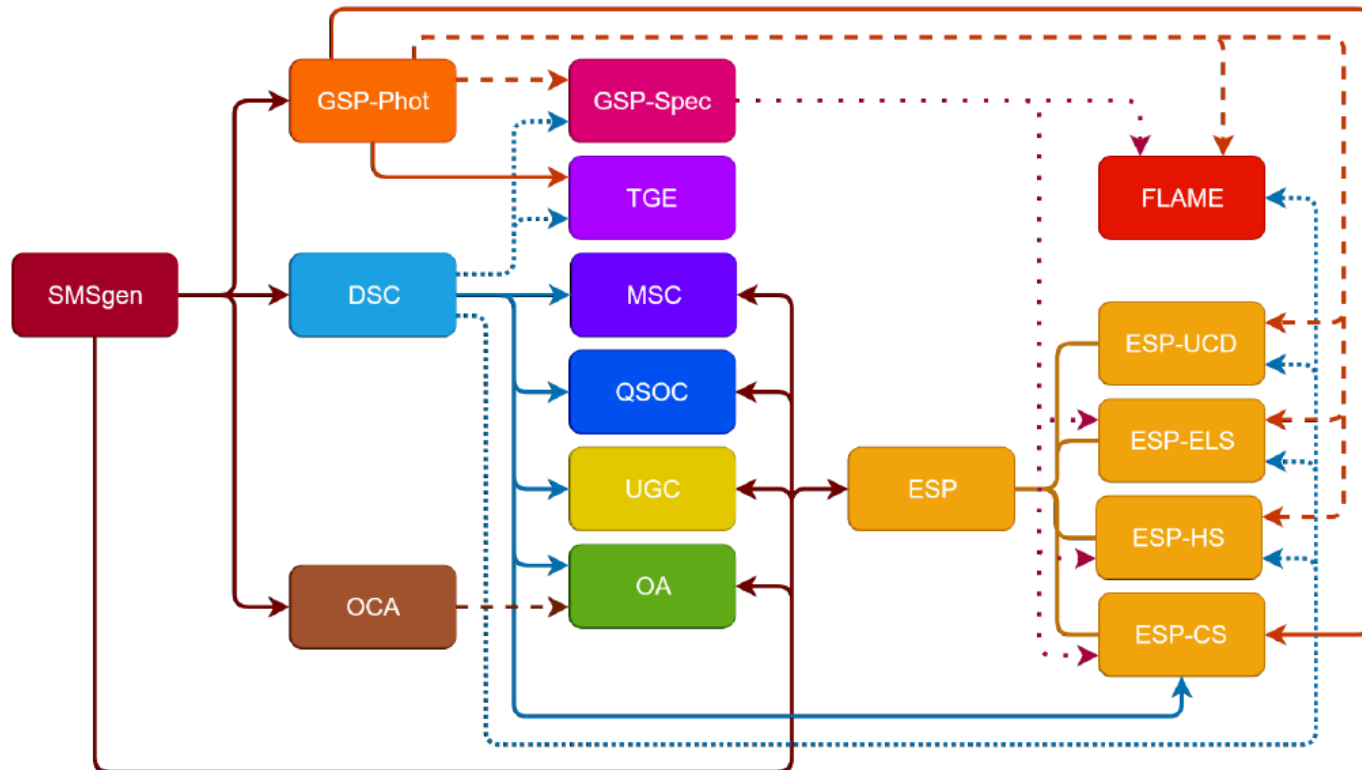 GSP-Phot
GSP-Spec
TGE
FLAME
SMSgen
DSC
MSC
ESP-UCD
QSOC
ESP-ELS
UGC
ESP
ESP-HS
OCA
OA
ESP-CS